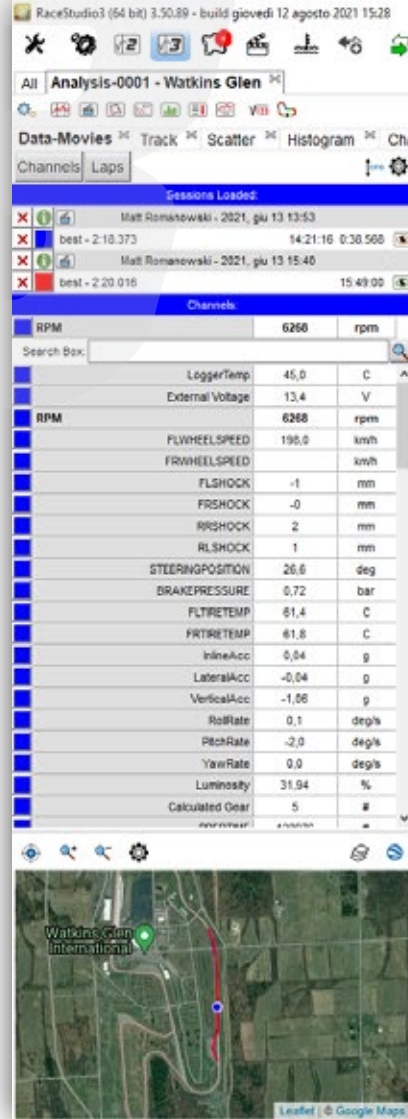 RaceStudio3 (64 bit) 3.50.89 - build giovedì 12 agosto 2021 15:28
All Analysis-0001 - Watkins Glen
Data-Movies Track Scatter Histogram Ch
Channels Laps
Sessions Loaded:
Matt Romanowski - 2021, giu 13 13:53
best - 2:18.373 14:21:16 0:38.568
Matt Romanowski - 2021, giu 13 15:40
best - 2:20.016 15:49:00
Channels:
RPM 6268 rpm
Search Box:
LoggerTemp 45,0 C
External Voltage 13,4 V
RPM 6268 rpm
FLWHEELSPEED 198,0 km/h
FRWHEELSPEED km/h
FLSHOCK -1 mm
FRSHOCK -0 mm
RRSHOCK 2 mm
RLSHOCK 1 mm
STEERINGPOSITION 26,6 deg
BRAKEPRESSURE 0,72 bar
FLTIRETEMP 61,4 C
FRTIRETEMP 61,8 C
InlineAcc 0,04 g
LateralAcc -0,04 g
VerticalAcc -1,06 g
RollRate 0,1 deg/s
PitchRate -2,0 deg/s
YawRate 0,0 deg/s
Luminosity 31,94 %
Calculated Gear 5 #
Watkins Glen
International
Leaflet | © Google Maps